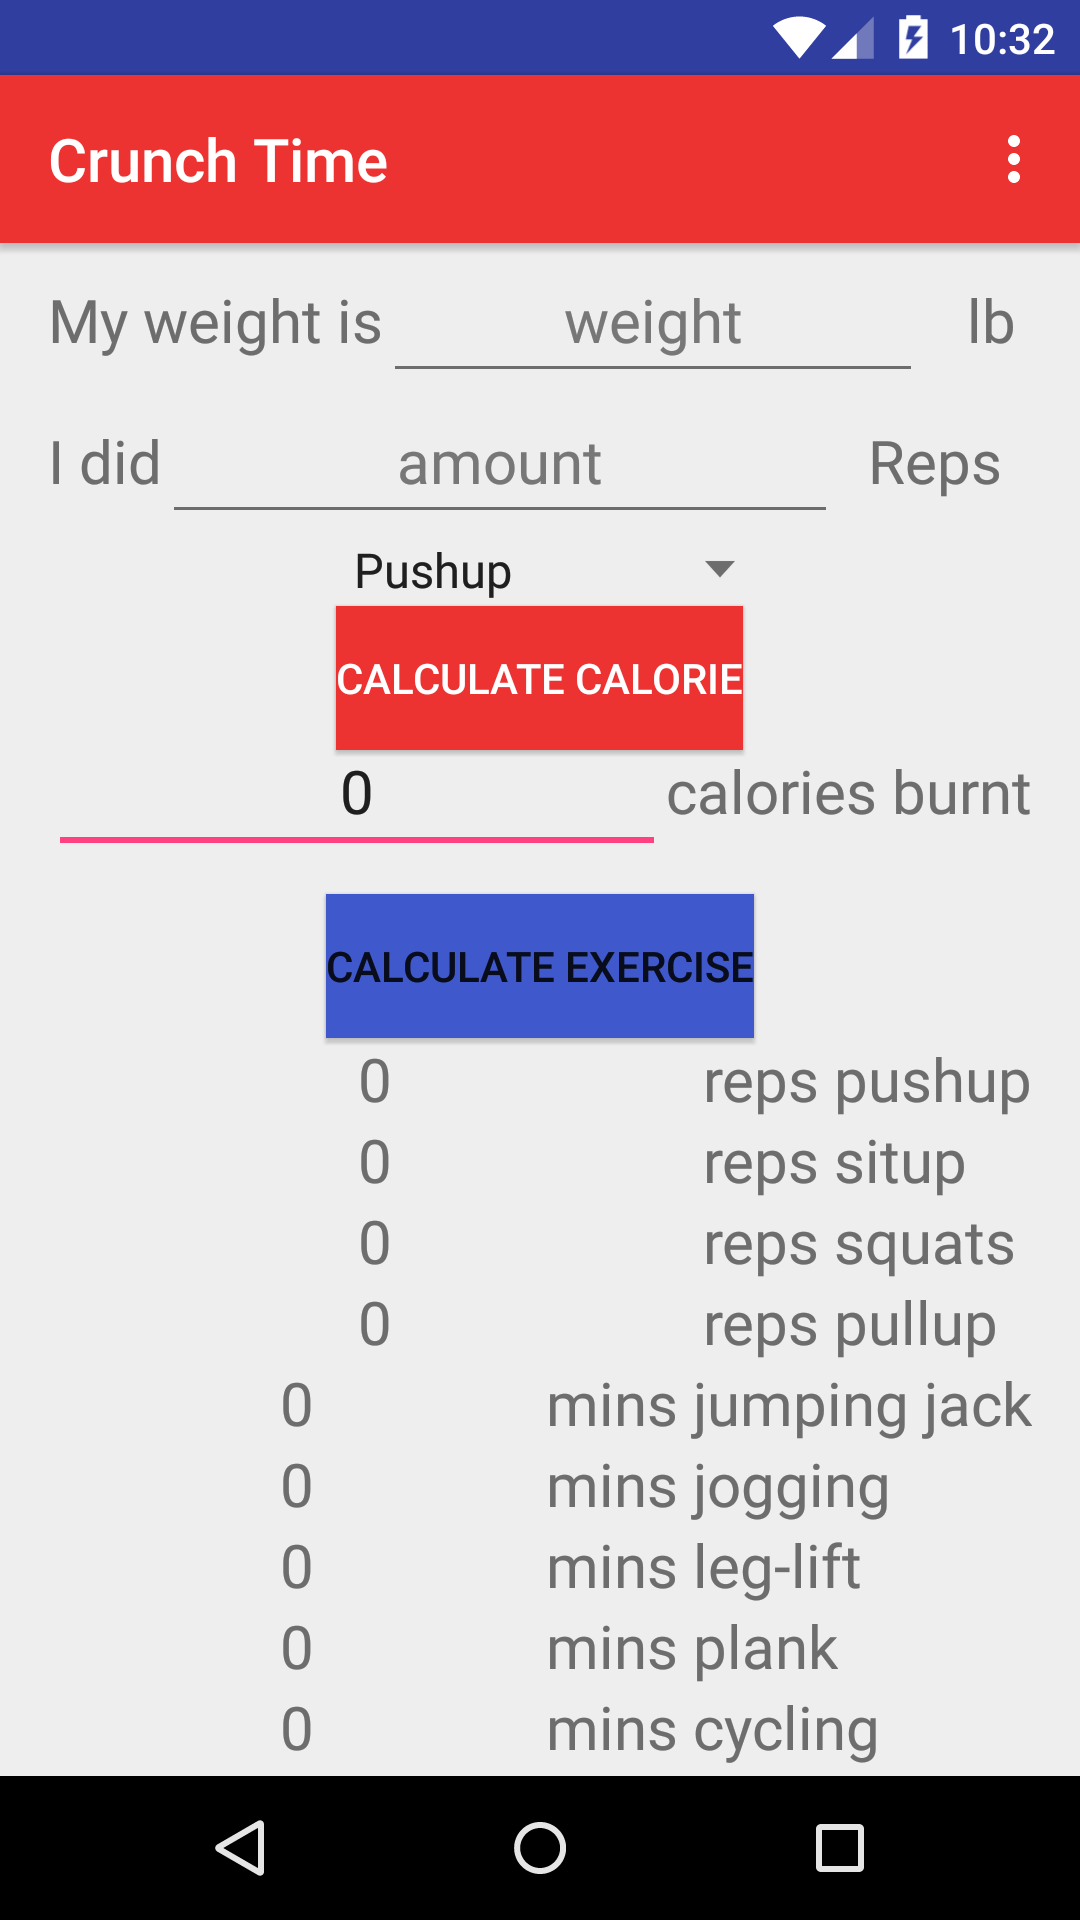 10:32
Crunch Time
My weight is weight lb
I did amount Reps
Pushup
CALCULATE CALORIE
0 calories burnt
CALCULATE EXERCISE
0 reps pushup
0 reps situp
0 reps squats
0 reps pullup
0 mins jumping jack
0 mins jogging
0 mins leg-lift
0 mins plank
0 mins cycling